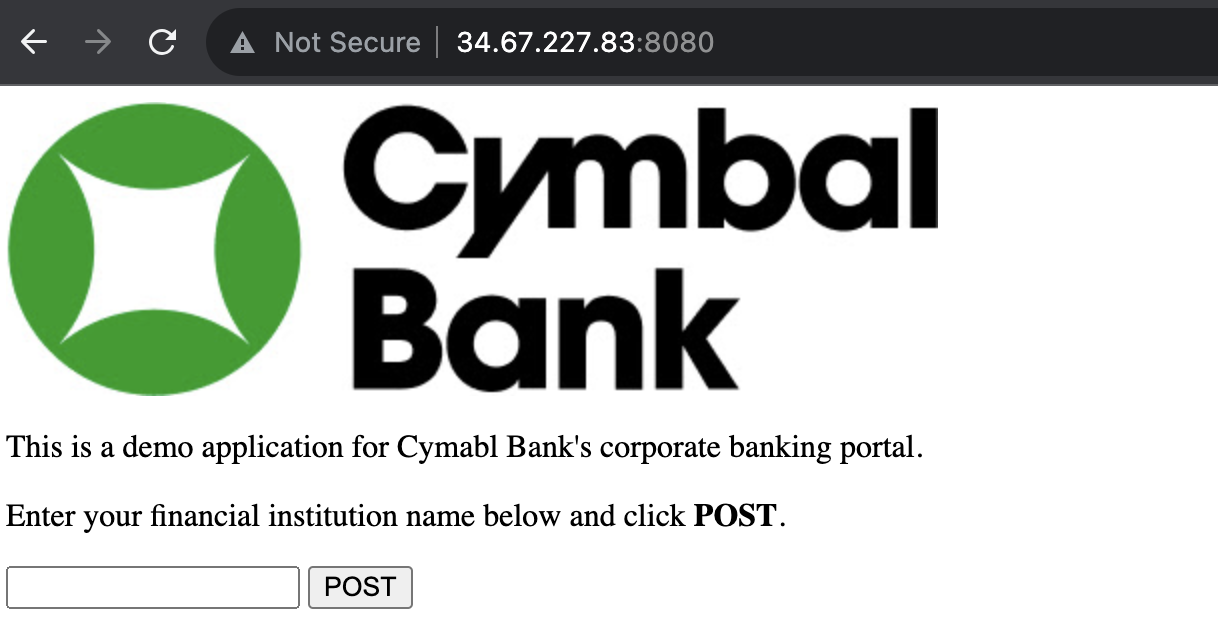 Not Secure | 34.67.227.83:8080
Cymbal
Bank
This is a demo application for Cymabl Bank's corporate banking portal.
Enter your financial institution name below and click POST.
POST